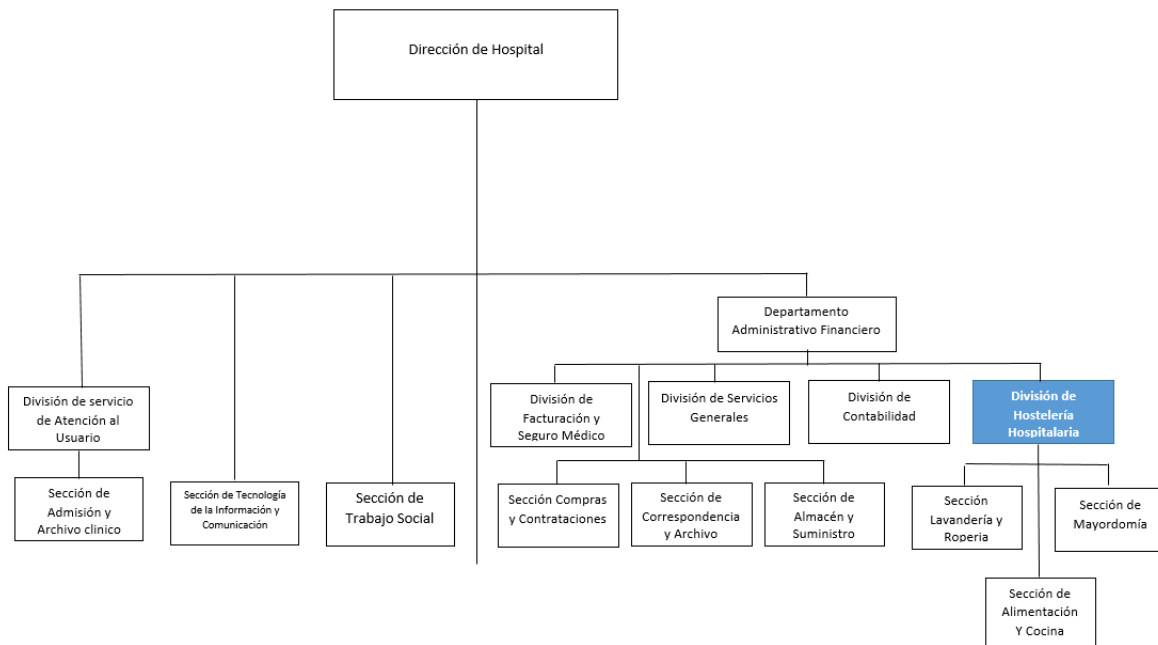 Dirección de Hospital
Departamento
Administrativo Financiero
División de servicio
de Atención al
Usuario
División de
Facturación y
Seguro Médico
División de Servicios
Generales
División de
Contabilidad
División de
Hostelería
Hospitalaria
Sección de
Admisión y
Archivo clinico
Sección de Tecnología
de la Información y
Comunicación
Sección de
Trabajo Social
Sección Compras
y Contrataciones
Sección de
Correspondencia
y Archivo
Sección de
Almacén y
Suministro
Sección
Lavandería y
Roperia
Sección de
Mayordomía
Sección de
Alimentación
Y Cocina